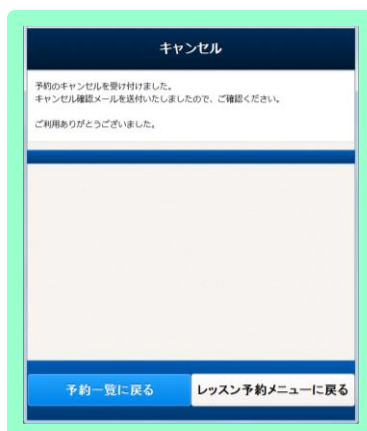 キャンセル
予約のキャンセルを受け付けました。
キャンセル確認メールを送付いたしましたので、ご確認ください。
ご利用ありがとうございました。
予約一覧に戻る
レッスン予約メニューに戻る